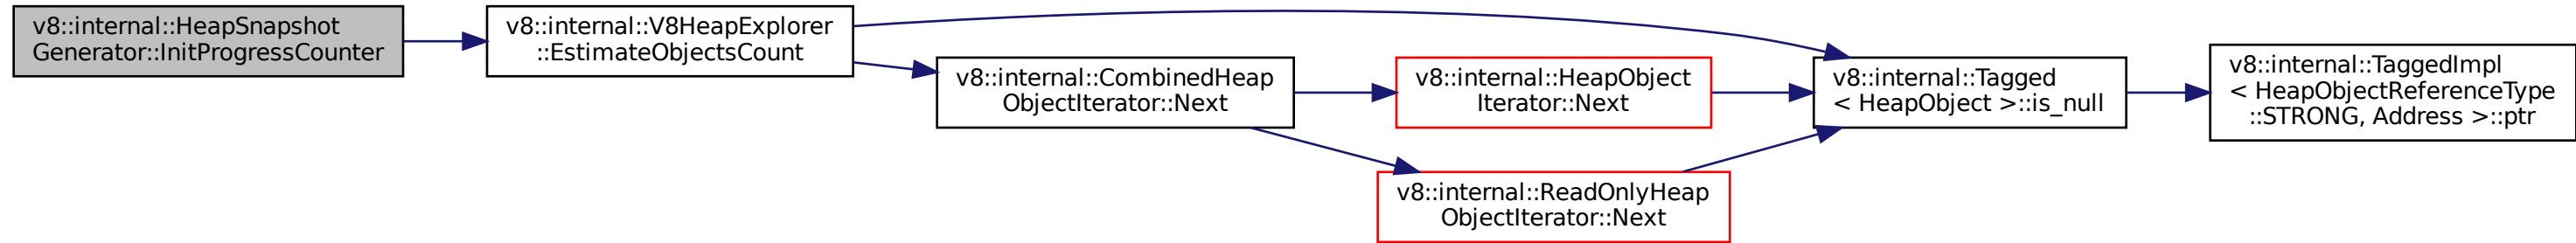 v8::internal::HeapSnapshot
Generator::InitProgressCounter
v8::internal::V8HeapExplorer
::EstimateObjectsCount
v8::internal::CombinedHeap
ObjectIterator::Next
v8::internal::HeapObject
Iterator::Next
v8::internal::ReadOnlyHeap
ObjectIterator::Next
v8::internal::Tagged
< HeapObject >::is_null
v8::internal::TaggedImpl
< HeapObjectReferenceType
::STRONG, Address >::ptr